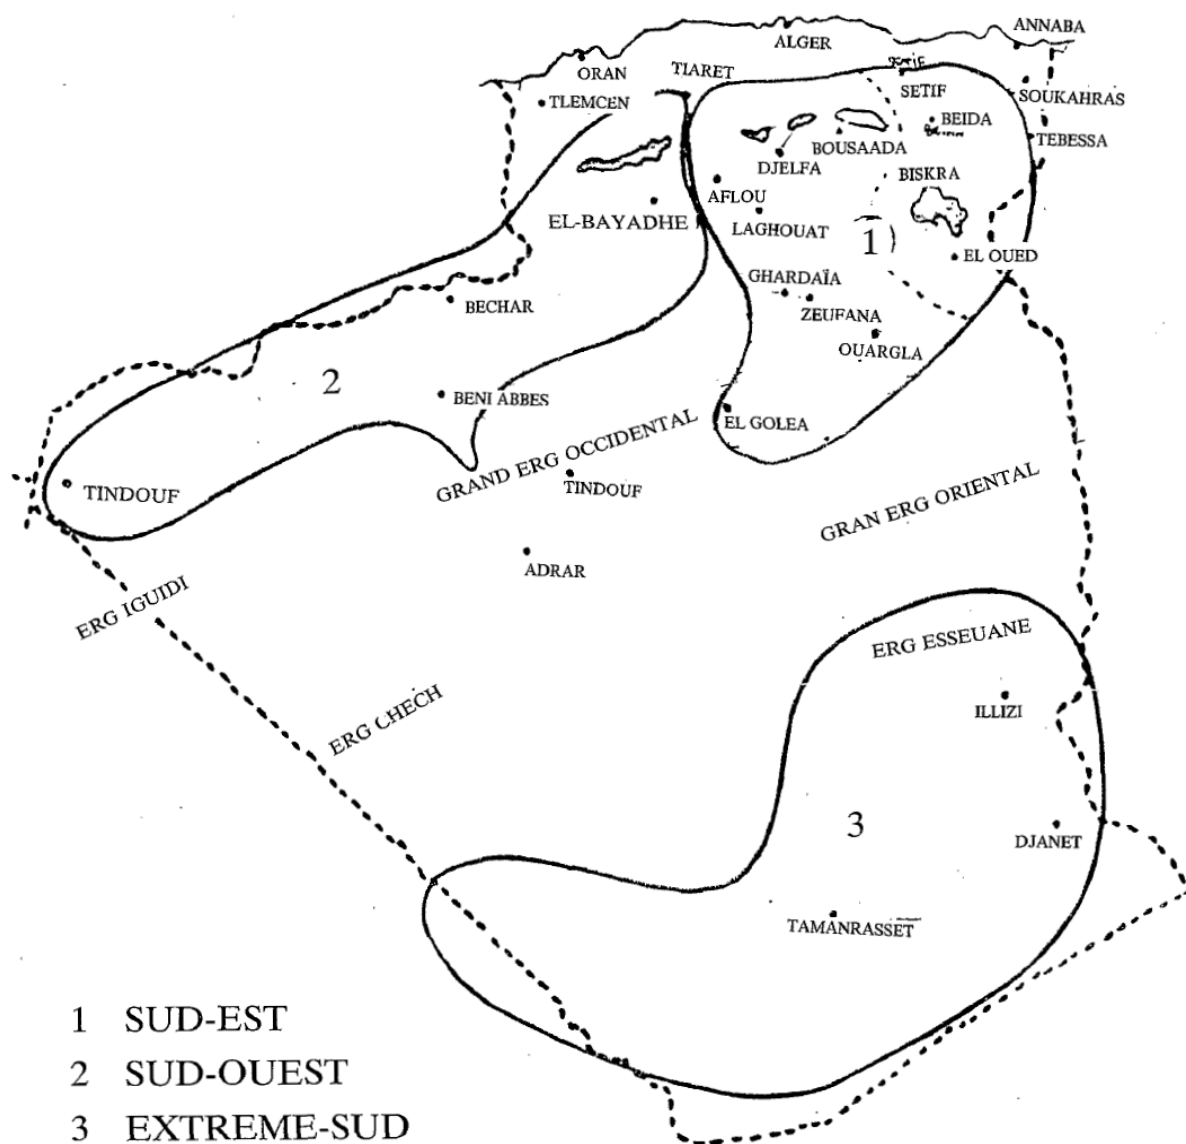 ANNABA
ALGER
ORAN
TIARET
SETIF
TLEMCEN
SOUKAHRAS
BEIDA
TEBESSA
BOUSAADA
DJELFA
BISKRA
AFLOU
EL-BAYADHE
LAGHOUAT
1
EL OUED
GHARDAÏA
BECHAR
ZEUFANA
OUARGLA
2
BENI ABBES
EL GOLEA
GRAND ERG OCCIDENTAL
TINDOUF
TINDOUF
GRAN ERG ORIENTAL
ADRAR
ERG IGUIDI
ERG ESSEUANE
ILLIZI
ERG CHECH
3
DJANET
TAMANRASSET
1 SUD-EST
2 SUD-OUEST
3 EXTREME-SUD